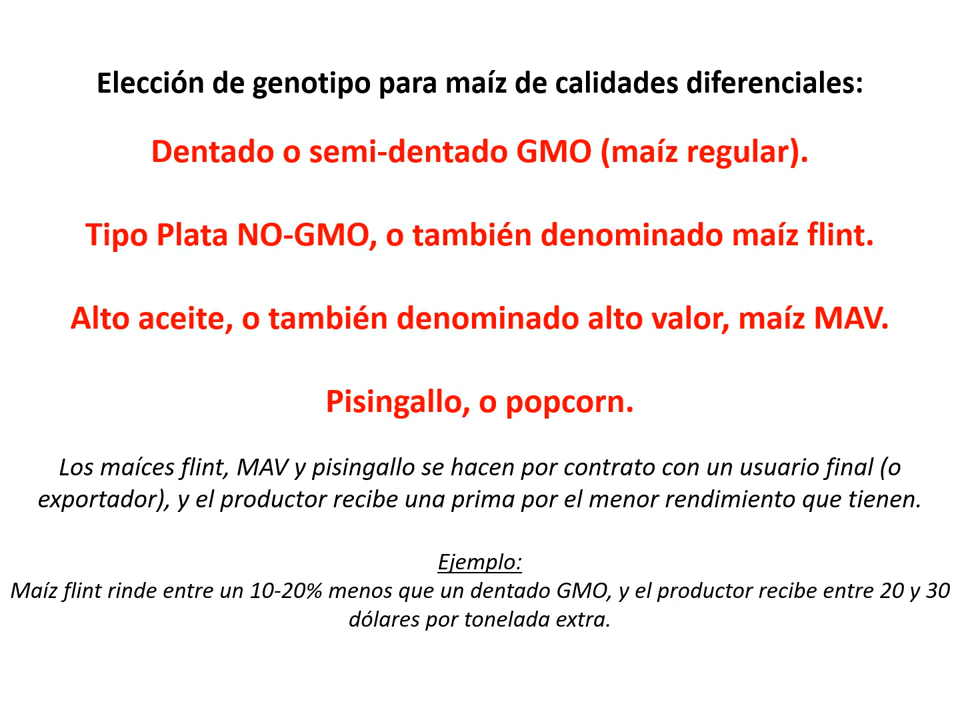 Elección de genotipo para maíz de calidades diferenciales:
Dentado o semi-dentado GMO (maíz regular).
Tipo Plata NO-GMO, o también denominado maíz flint.
Alto aceite, o también denominado alto valor, maíz MAV.
Pisingallo, o popcorn.
Los maíces flint, MAV y pisingallo se hacen por contrato con un usuario final (o
exportador), y el productor recibe una prima por el menor rendimiento que tienen.
Ejemplo:
Maíz flint rinde entre un 10-20% menos que un dentado GMO, y el productor recibe entre 20 y 30
dólares por tonelada extra.